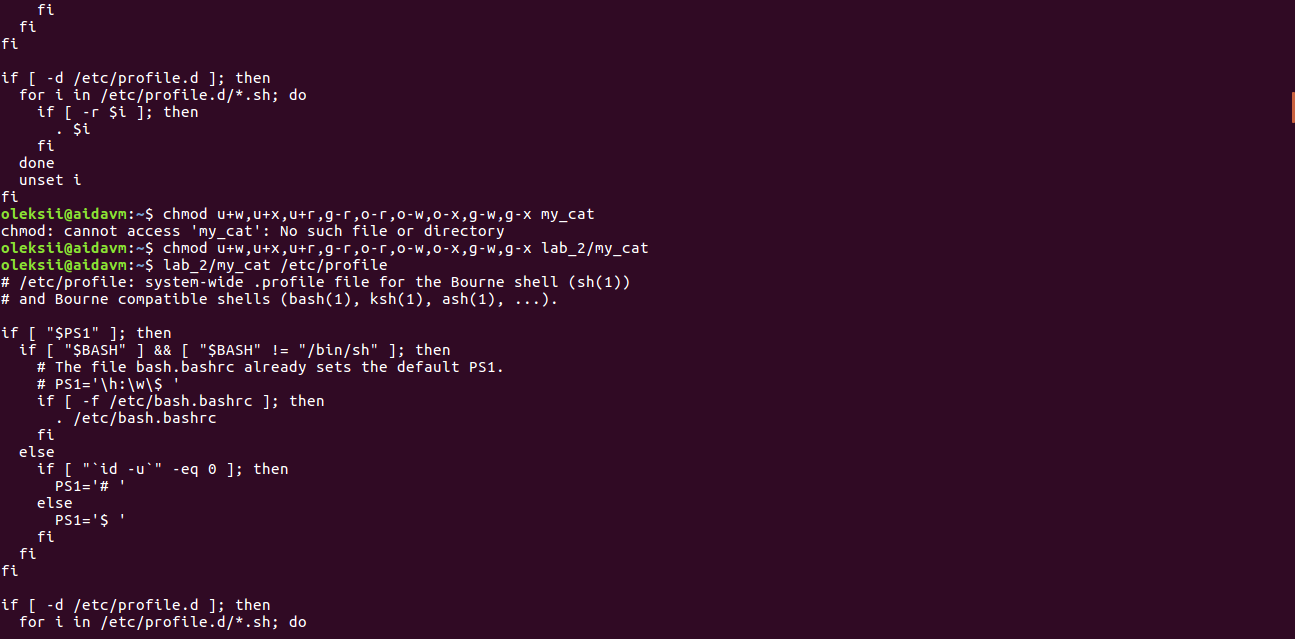 fi
  fi
fi

if [ -d /etc/profile.d ]; then
  for i in /etc/profile.d/*.sh; do
    if [ -r $i ]; then
      . $i
    fi
  done
  unset i
fi
oleksii@aidavm:~$ chmod u+w,u+x,u+r,g-r,o-r,o-w,o-x,g-w,g-x my_cat
chmod: cannot access 'my_cat': No such file or directory
oleksii@aidavm:~$ chmod u+w,u+x,u+r,g-r,o-r,o-w,o-x,g-w,g-x lab_2/my_cat
oleksii@aidavm:~$ lab_2/my_cat /etc/profile
# /etc/profile: system-wide .profile file for the Bourne shell (sh(1))
# and Bourne compatible shells (bash(1), ksh(1), ash(1), ...).

if [ "$PS1" ]; then
  if [ "$BASH" ] && [ "$BASH" != "/bin/sh" ]; then
    # The file bash.bashrc already sets the default PS1.
    # PS1='\h:\w\$ '
    if [ -f /etc/bash.bashrc ]; then
      . /etc/bash.bashrc
    fi
  else
    if [ "`id -u`" -eq 0 ]; then
      PS1='# '
    else
      PS1='$ '
    fi
  fi
fi

if [ -d /etc/profile.d ]; then
  for i in /etc/profile.d/*.sh; do